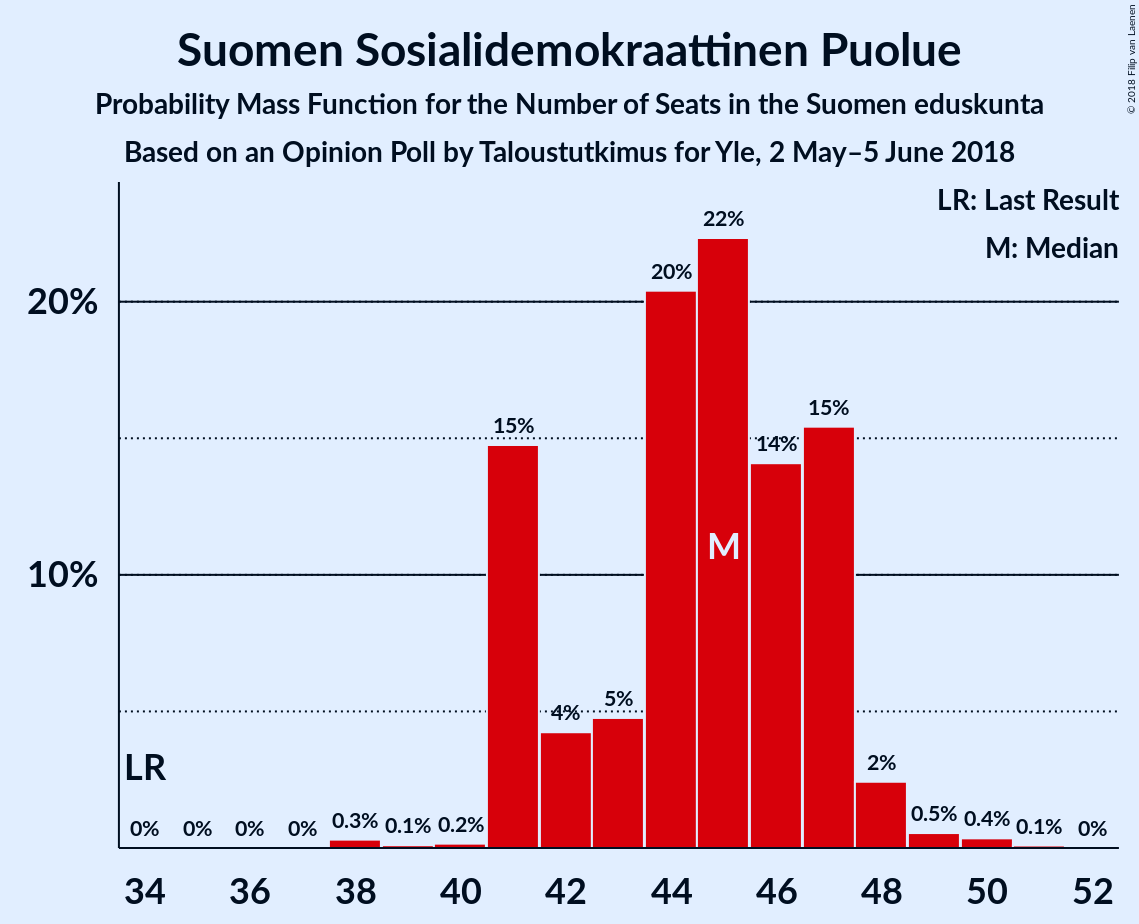 Suomen Sosialidemokraattinen Puolue
Probability Mass Function for the Number of Seats in the Suomen eduskunta
Based on an Opinion Poll by Taloustutkimus for Yle, 2 May–5 June 2018
© 2018 Filip van Laenen
LR: Last Result
M: Median
20%
10%
LR
0% 0% 0% 0% 0.3% 0.1% 0.2% 15% 4% 5% 20% 22% 14% 15% 2% 0.5% 0.4% 0.1% 0%
M
34 36 38 40 42 44 46 48 50 52